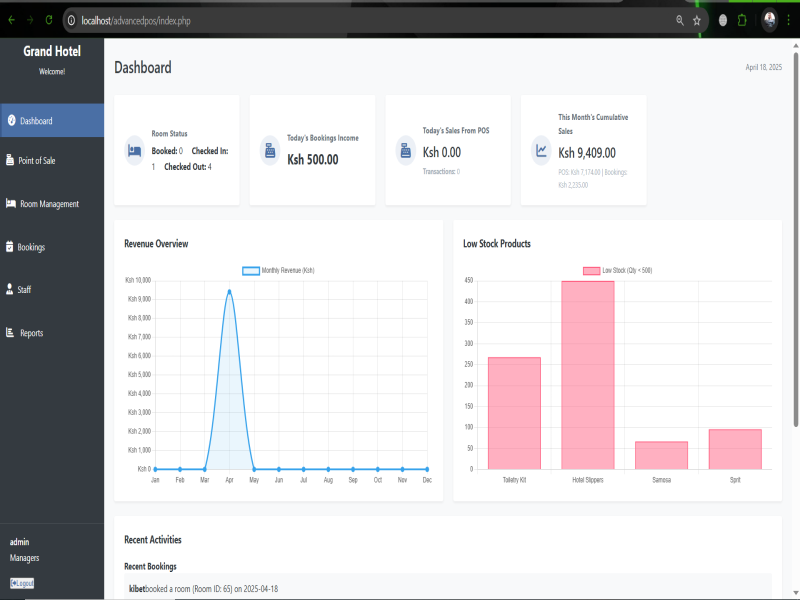 localhost/advancedpos/index.php
Grand Hotel
Welcome!
Dashboard
Point of Sale
Room Management
Bookings
Staff
Reports
admin
Managers
Logout
Dashboard
April 18, 2025
Room Status
Booked: 0 Checked In:
1 Checked Out: 4
Today's Bookings Income
Ksh 500.00
Today's Sales From POS
Ksh 0.00
Transactions: 0
This Month's Cumulative
Sales
Ksh 9,409.00
POS: Ksh 7,174.00 | Bookings:
Ksh 2,235.00
Revenue Overview
Monthly Revenue (Ksh)
Ksh 10,000
Ksh 9,000
Ksh 8,000
Ksh 7,000
Ksh 6,000
Ksh 5,000
Ksh 4,000
Ksh 3,000
Ksh 2,000
Ksh 1,000
Ksh 0
Jan Feb Mar Apr May Jun Jul Aug Sep Oct Nov Dec
Low Stock Products
Low Stock (Qty < 500)
450
400
350
300
250
200
150
100
50
0
Toiletry Kit Hotel Slippers Samosa Sprit
Recent Activities
Recent Bookings
kibetbooked a room (Room ID: 65) on 2025-04-18